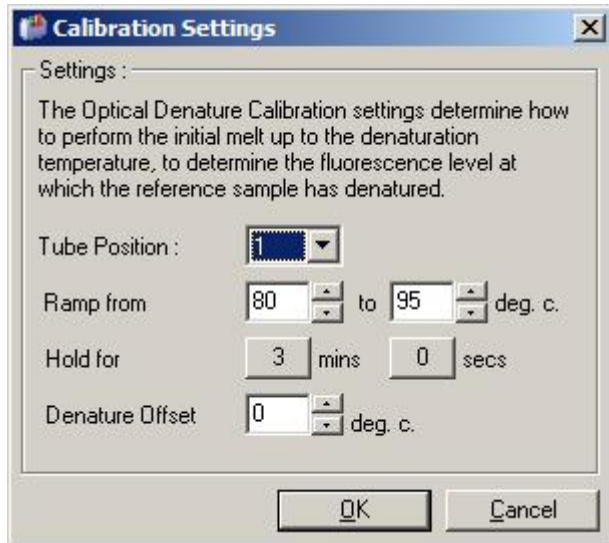 Calibration Settings
Settings :
The Optical Denature Calibration settings determine how
to perform the initial melt up to the denaturation
temperature, to determine the fluorescence level at
which the reference sample has denatured.
Tube Position : 1
Ramp from 80 to 95 deg. c.
Hold for 3 mins 0 secs
Denature Offset 0 deg. c.
OK Cancel